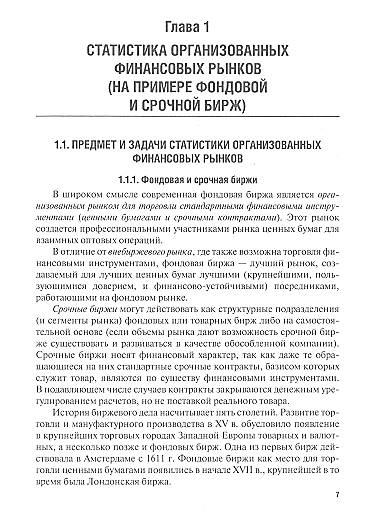 Глава 1
СТАТИСТИКА ОРГАНИЗОВАННЫХ
ФИНАНСОВЫХ РЫНКОВ
(НА ПРИМЕРЕ ФОНДОВОЙ
И СРОЧНОЙ БИРЖ)
1.1. ПРЕДМЕТ И ЗАДАЧИ СТАТИСТИКИ ОРГАНИЗОВАННЫХ
ФИНАНСОВЫХ РЫНКОВ
1.1.1. Фондовая и срочная биржи
В широком смысле современная фондовая биржа является орга-
низованным рынком для торговли стандартными финансовыми инстру-
ментами (ценными бумагами и срочными контрактами). Этот рынок
создается профессиональными участниками рынка ценных бумаг для
взаимных оптовых операций.
В отличие от внебиржевого рынка, где также возможна торговля фи-
нансовыми инструментами, фондовая биржа — лучший рынок, соз-
даваемый для лучших ценных бумаг лучшими (крупнейшими, поль-
зующимися доверием, и финансово-устойчивыми) посредниками,
работающими на фондовом рынке.
Срочные биржи могут действовать как структурные подразделения
(и сегменты рынка) фондовых или товарных бирж либо на самостоя-
тельной основе (если объемы рынка дают возможность срочной бир-
же существовать и развиваться в качестве обособленной компании).
Срочные биржи носят финансовый характер, так как даже те обра-
щающиеся на них стандартные срочные контракты, базисом которых
служит товар, являются по существу финансовыми инструментами.
В подавляющем числе случаев контракты закрываются денежным уре-
гулированием расчетов, но не поставкой реального товара.
История биржевого дела насчитывает пять столетий. Развитие тор-
говли и мануфактурного производства в XV в. обусловило появление
в крупнейших торговых городах Западной Европы товарных и валют-
ных, а несколько позже и фондовых бирж. Одна из первых бирж дей-
ствовала в Амстердаме с 1611 г. Фондовые биржи как место для тор-
говли ценными бумагами появились в начале XVII в., крупнейшей в то
время была Лондонская биржа.
7